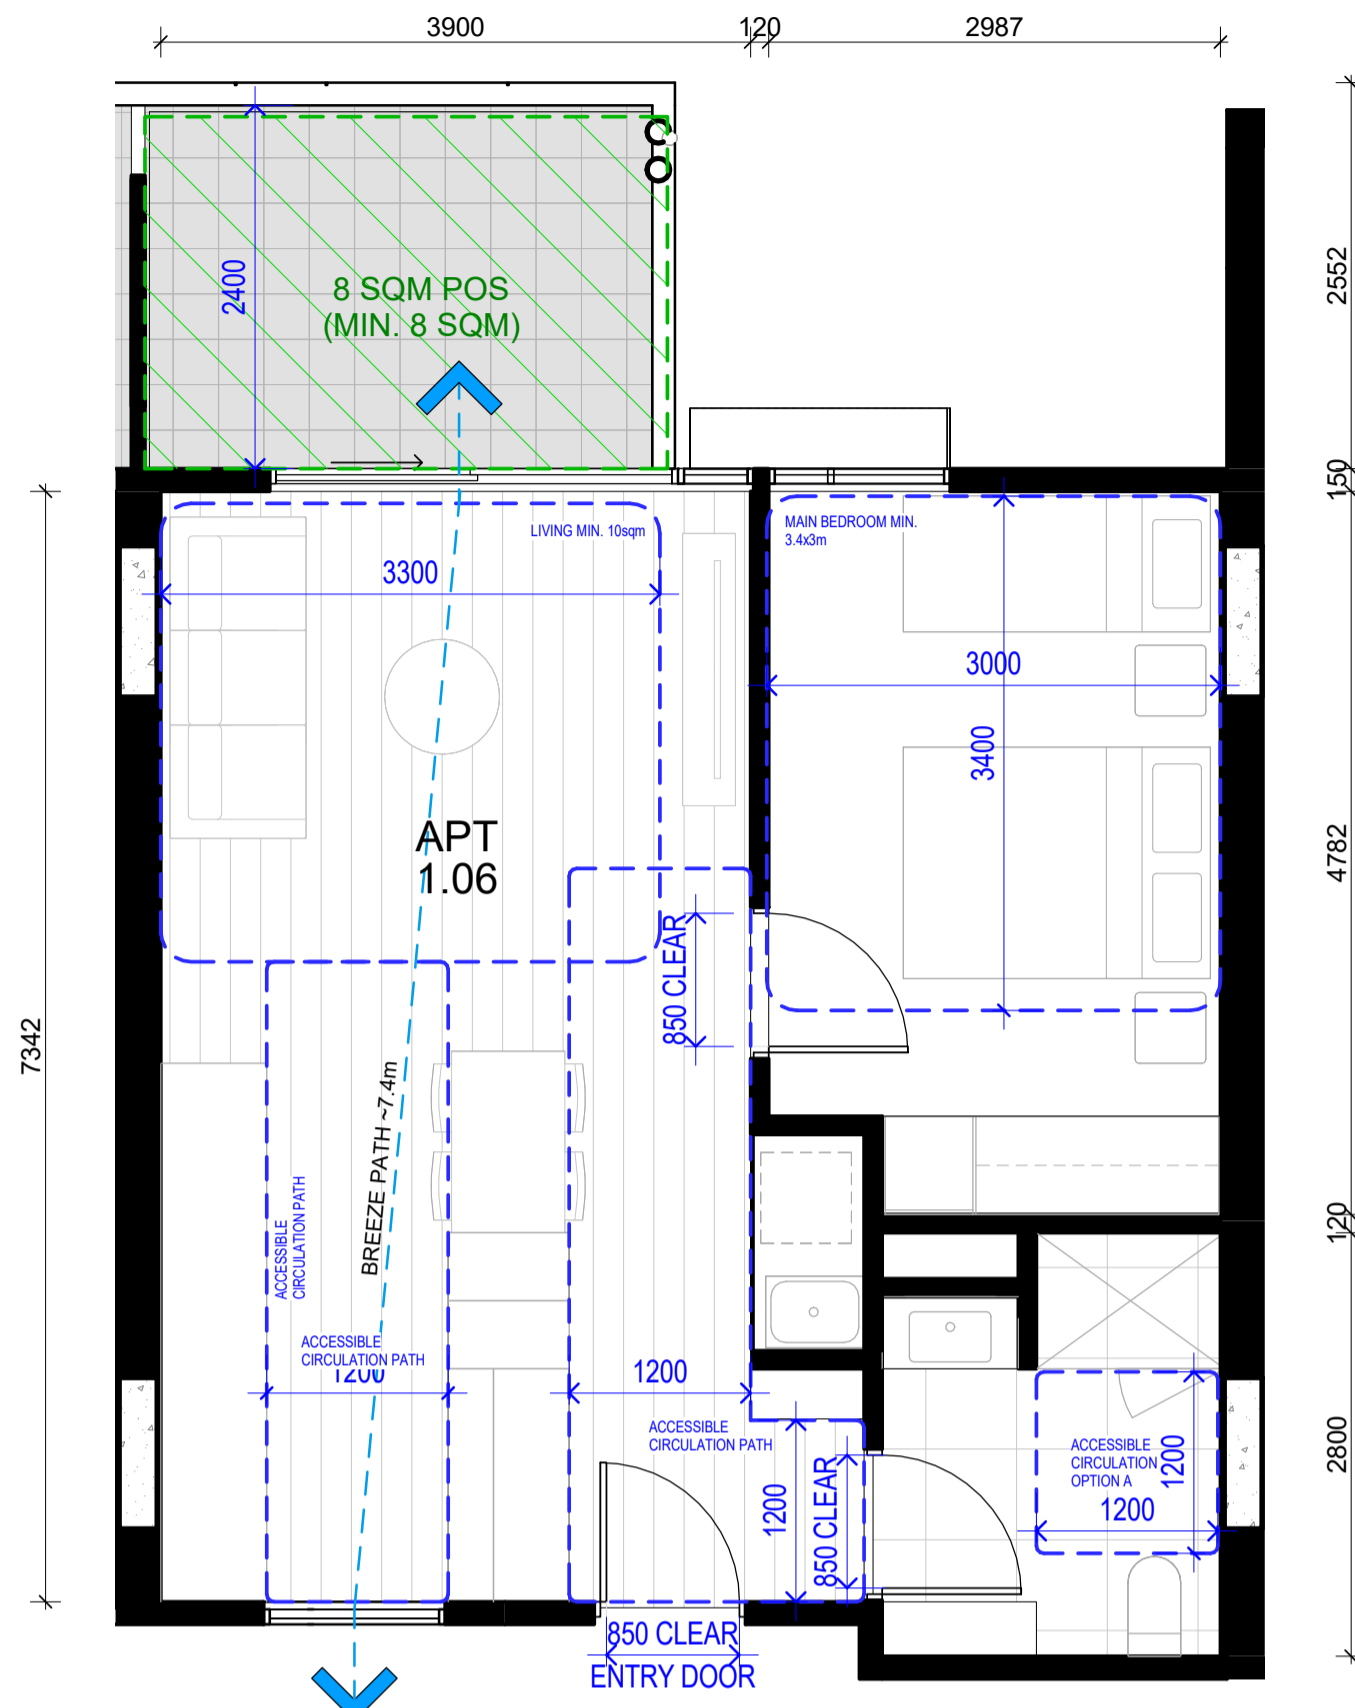 3900
120
2987
2552
2400
8 SQM POS
(MIN. 8 SQM)
150
LIVING MIN. 10sqm
MAIN BEDROOM MIN.
3.4x3m
3300
3000
3400
APT
1.06
4782
850 CLEAR
7342
BREEZE PATH ~7.4m
ACCESSIBLE
CIRCULATION PATH
120
ACCESSIBLE
CIRCULATION PATH
1200
1200
ACCESSIBLE
CIRCULATION PATH
ACCESSIBLE
CIRCULATION
OPTION A
1200
1200
2800
1200
850 CLEAR
850 CLEAR
ENTRY DOOR